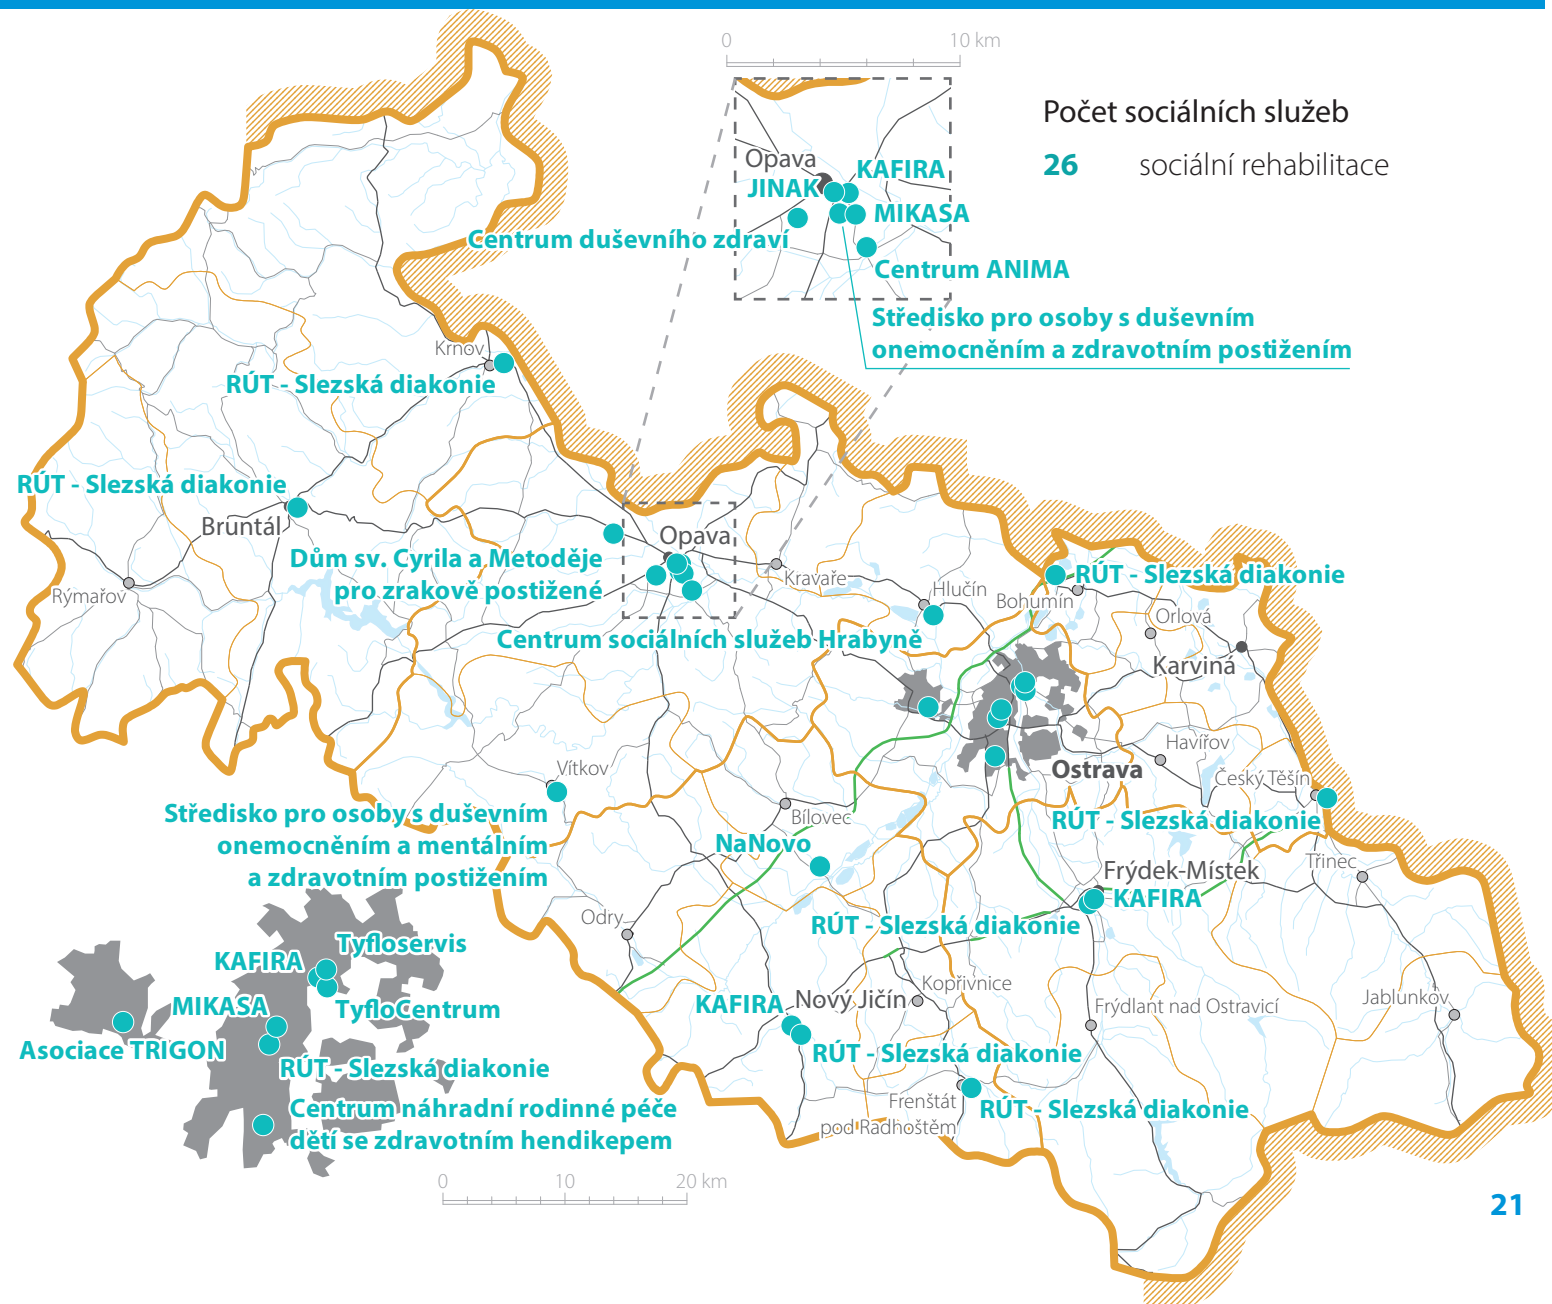 0 10 km
Počet sociálních služeb
26 sociální rehabilitace
Opava
KAFIRA
JINAK
MIKASA
Centrum duševního zdraví
Centrum ANIMA
Středisko pro osoby s duševním
onemocněním a zdravotním postižením
Krnov
RÚT - Slezská diakonie
RÚT - Slezská diakonie
Bruntál
Opava
Dům sv. Cyrila a Metoděje
pro zrakově postižené
Kravaře
Rýmařov
Hlučín
Bohumín
RÚT - Slezská diakonie
Orlová
Centrum sociálních služeb Hrabyně
Karviná
Havířov
Ostrava
Český Těšín
Vítkov
Středisko pro osoby s duševním
onemocněním a mentálním
a zdravotním postižením
Bílovec
RÚT - Slezská diakonie
NaNovo
Třinec
Frýdek-Místek
KAFIRA
Odry
RÚT - Slezská diakonie
KAFIRA
Tyfloservis
MIKASA
TyfloCentrum
Asociace TRIGON
RÚT - Slezská diakonie
Centrum náhradní rodinné péče
dětí se zdravotním hendikepem
Kopřivnice
KAFIRA
Nový Jičín
Frýdlant nad Ostravicí
Jablunkov
RÚT - Slezská diakonie
Frenštát
pod Radhoštěm
RÚT - Slezská diakonie
0 10 20 km
21